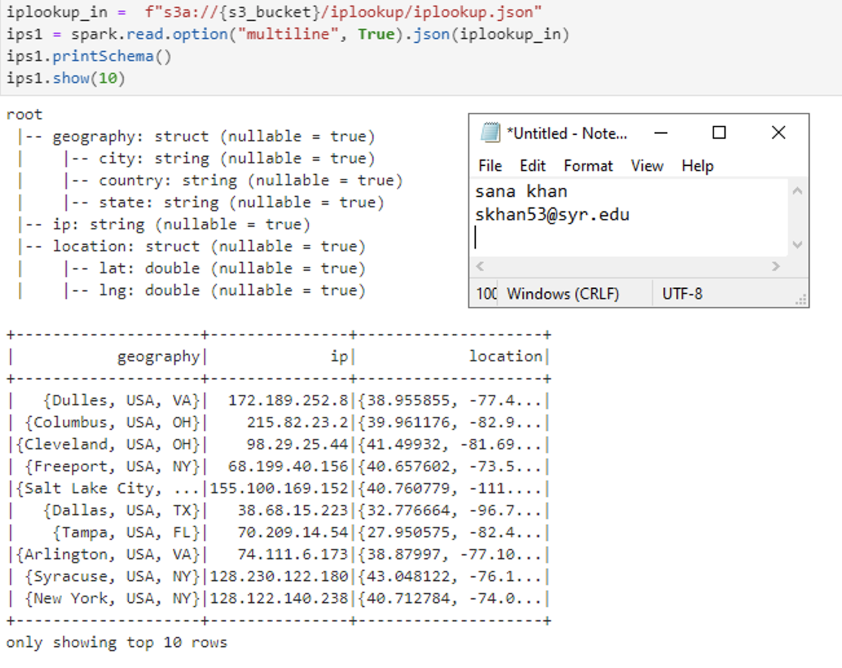 iplookup_in =  f"s3a://{s3_bucket}/iplookup/iplookup.json"
ips1 = spark.read.option("multiline", True).json(iplookup_in)
ips1.printSchema()
ips1.show(10)
root
 |-- geography: struct (nullable = true)
 |    |-- city: string (nullable = true)
 |    |-- country: string (nullable = true)
 |    |-- state: string (nullable = true)
 |-- ip: string (nullable = true)
 |-- location: struct (nullable = true)
 |    |-- lat: double (nullable = true)
 |    |-- lng: double (nullable = true)
*Untitled - Note...
File Edit Format View Help
sana khan
skhan53@syr.edu
100 Windows (CRLF) UTF-8
+--------------------+---------------+--------------------+
|           geography|             ip|            location|
+--------------------+---------------+--------------------+
|   {Dulles, USA, VA}|  172.189.252.8|{38.955855, -77.4...|
| {Columbus, USA, OH}|    215.82.23.2|{39.961176, -82.9...|
|{Cleveland, USA, OH}|    98.29.25.44|{41.49932, -81.69...|
| {Freeport, USA, NY}|  68.199.40.156|{40.657602, -73.5...|
|{Salt Lake City, ...|155.100.169.152|{40.760779, -111....|
|   {Dallas, USA, TX}|   38.68.15.223|{32.776664, -96.7...|
|    {Tampa, USA, FL}|   70.209.14.54|{27.950575, -82.4...|
|{Arlington, USA, VA}|   74.111.6.173|{38.87997, -77.10...|
| {Syracuse, USA, NY}|128.230.122.180|{43.048122, -76.1...|
| {New York, USA, NY}|128.122.140.238|{40.712784, -74.0...|
+--------------------+---------------+--------------------+
only showing top 10 rows